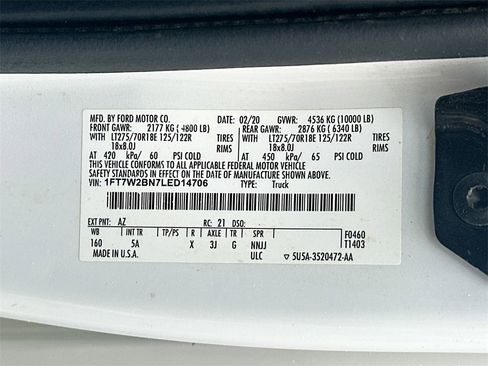 MFD. BY FORD MOTOR CO. 02/20 GVWR: 4536 KG (10000 LB)
FRONT GAWR: 2177 KG (4800 LB) REAR GAWR: 2876 KG (6340 LB)
WITH LT275/70R18E 125/122R TIRES WITH LT275/70R18E 125/122R TIRES
18x8.0J RIMS 18x8.0J RIMS
AT 420 kPa/ 60 PSI COLD AT 450 kPa/ 65 PSI COLD
THIS VEHICLE CONFORMS TO ALL APPLICABLE FEDERAL MOTOR VEHICLE
SAFETY STANDARDS IN EFFECT ON THE DATE OF MANUFACTURE SHOWN ABOVE.
VIN: 1FT7W2BN7LED14706 TYPE: Truck
EXT PNT: AZ RC: 21 DSO:
WB INT TR TP/PS R AXLE TR SPR F0460
160 5A X 3J G NNJJ T1403
MADE IN U.S.A. ULC ▽ 5U5A-3520472-AA